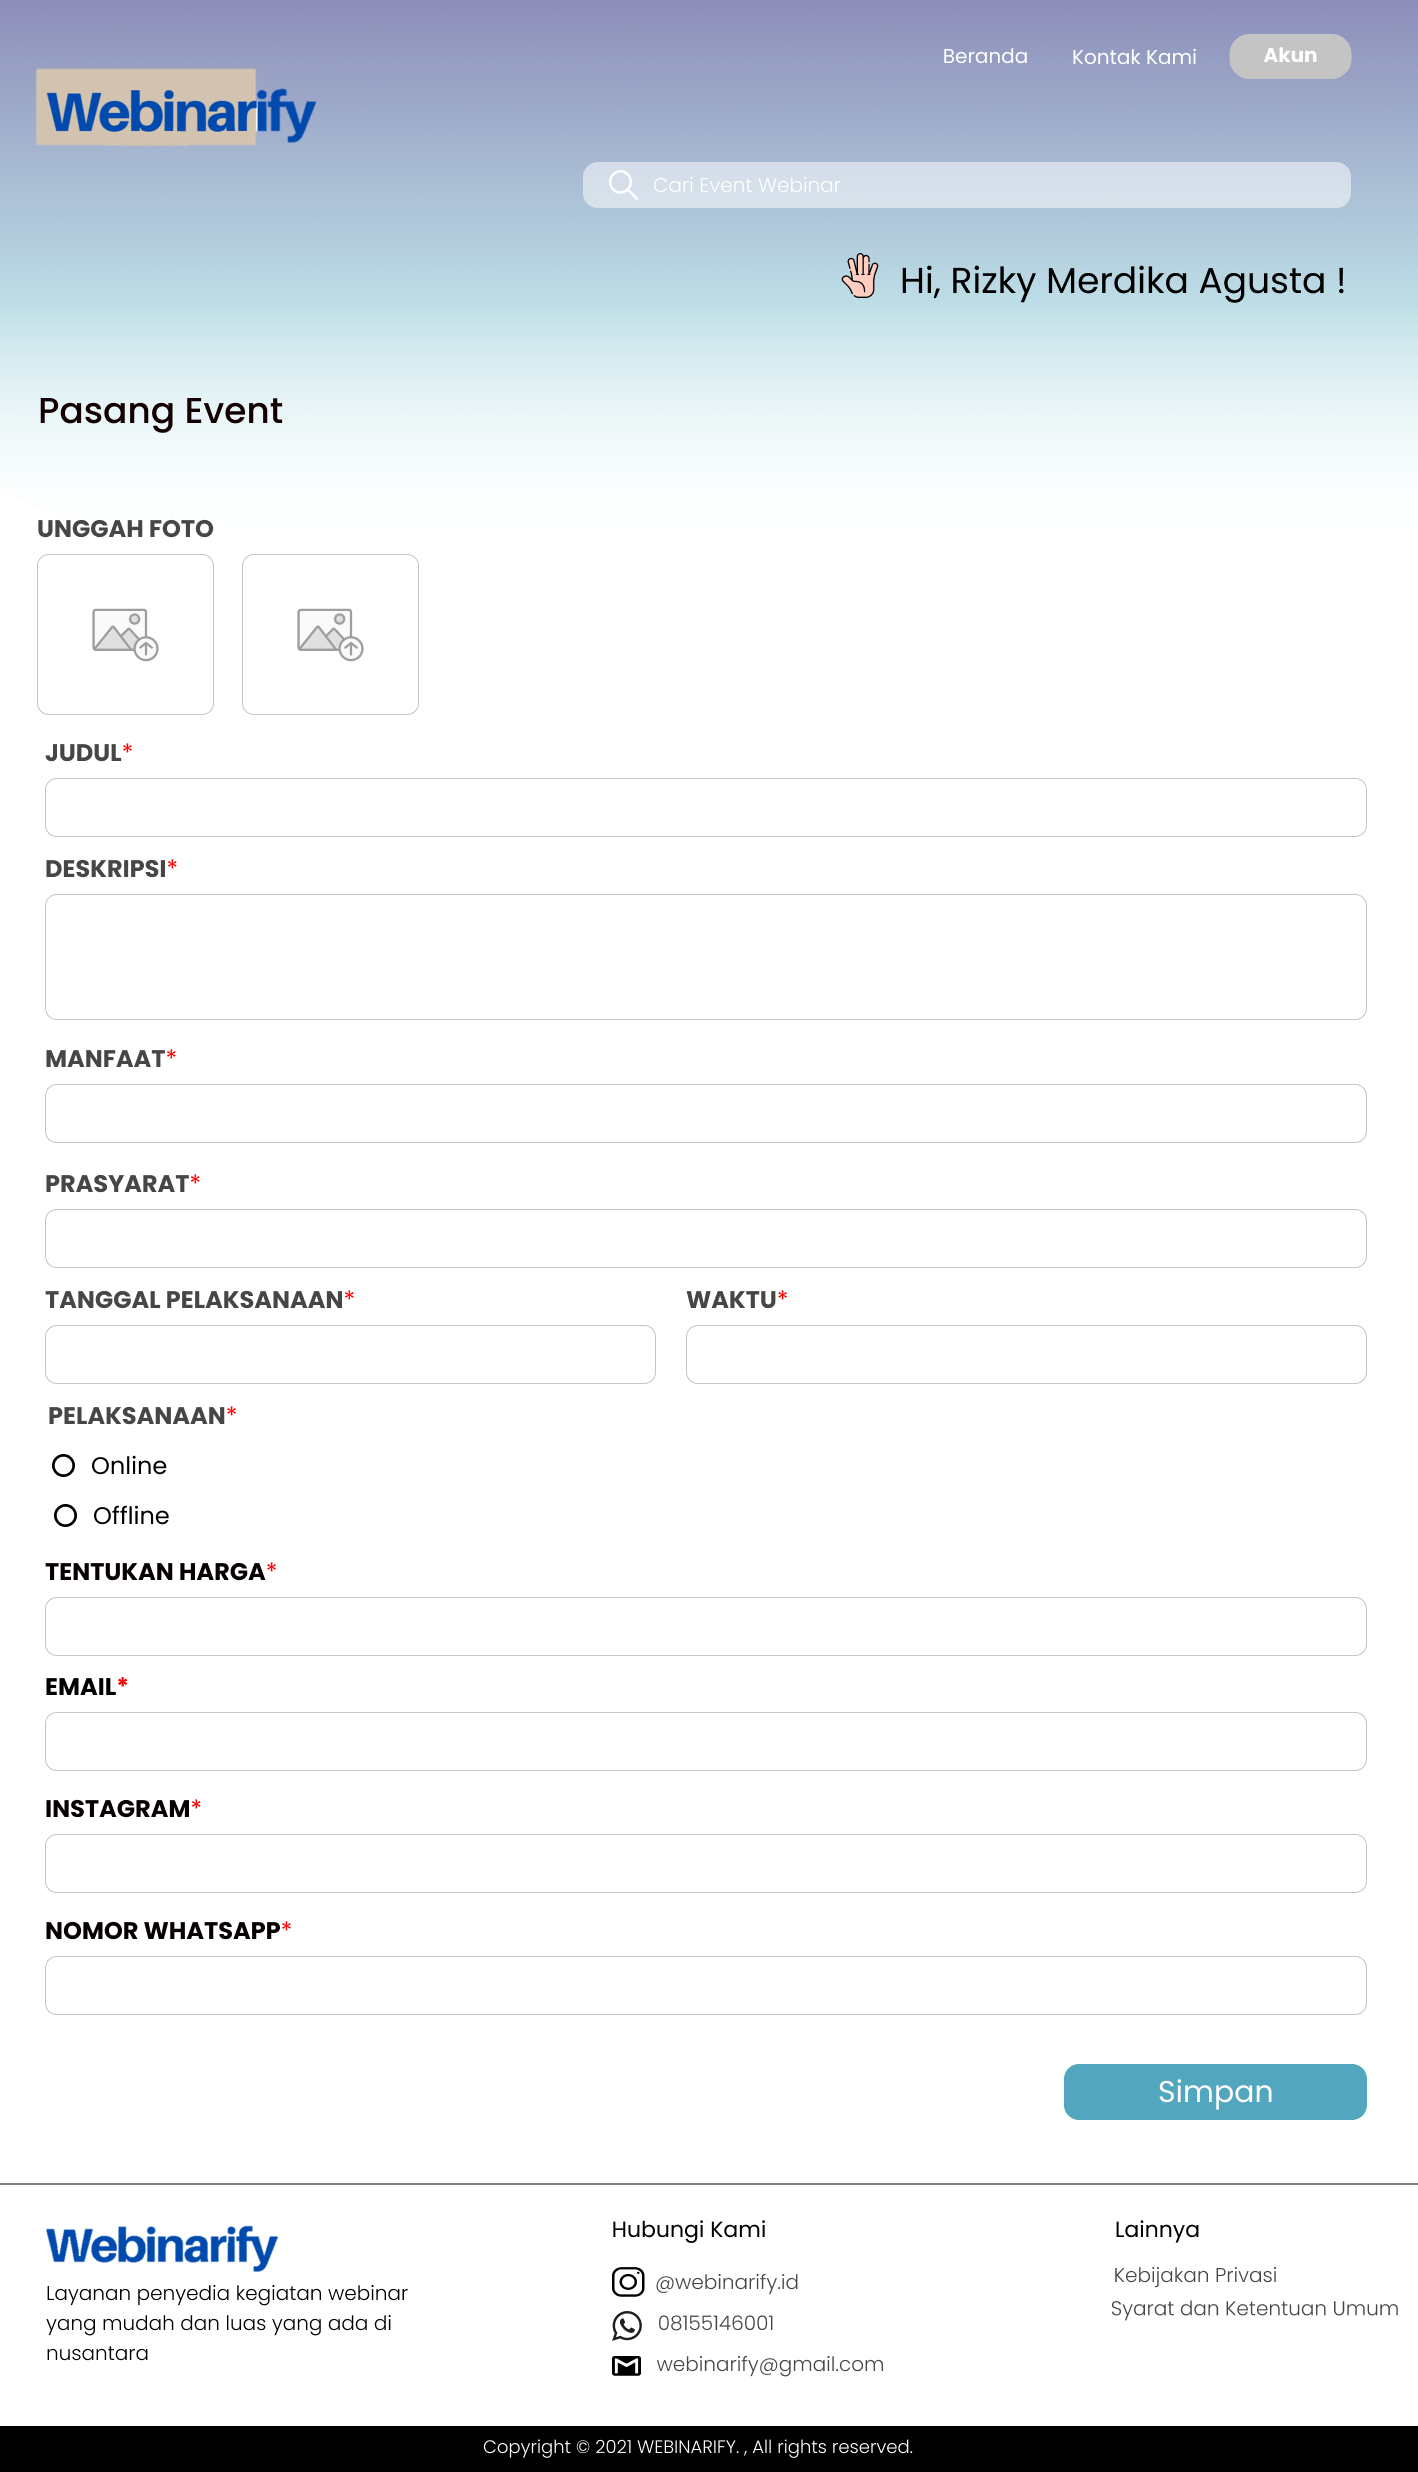 Beranda
Kontak Kami
Akun
Webinarify
Cari Event Webinar
Hi, Rizky Merdika Agusta !
Pasang Event
UNGGAH FOTO
JUDUL*
DESKRIPSI*
MANFAAT*
PRASYARAT*
TANGGAL PELAKSANAAN*
WAKTU*
PELAKSANAAN*
Online
Offline
TENTUKAN HARGA*
EMAIL*
INSTAGRAM*
NOMOR WHATSAPP*
Simpan
Webinarify
Layanan penyedia kegiatan webinar
yang mudah dan luas yang ada di
nusantara
Hubungi Kami
@webinarify.id
08155146001
webinarify@gmail.com
Lainnya
Kebijakan Privasi
Syarat dan Ketentuan Umum
Copyright © 2021 WEBINARIFY. , All rights reserved.